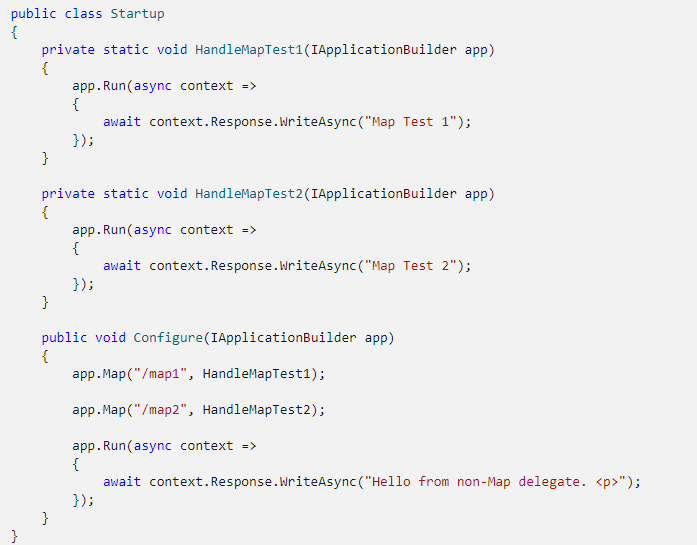 public class Startup
{
    private static void HandleMapTest1(IApplicationBuilder app)
    {
        app.Run(async context =>
        {
            await context.Response.WriteAsync("Map Test 1");
        });
    }

    private static void HandleMapTest2(IApplicationBuilder app)
    {
        app.Run(async context =>
        {
            await context.Response.WriteAsync("Map Test 2");
        });
    }

    public void Configure(IApplicationBuilder app)
    {
        app.Map("/map1", HandleMapTest1);

        app.Map("/map2", HandleMapTest2);

        app.Run(async context =>
        {
            await context.Response.WriteAsync("Hello from non-Map delegate. <p>");
        });
    }
}